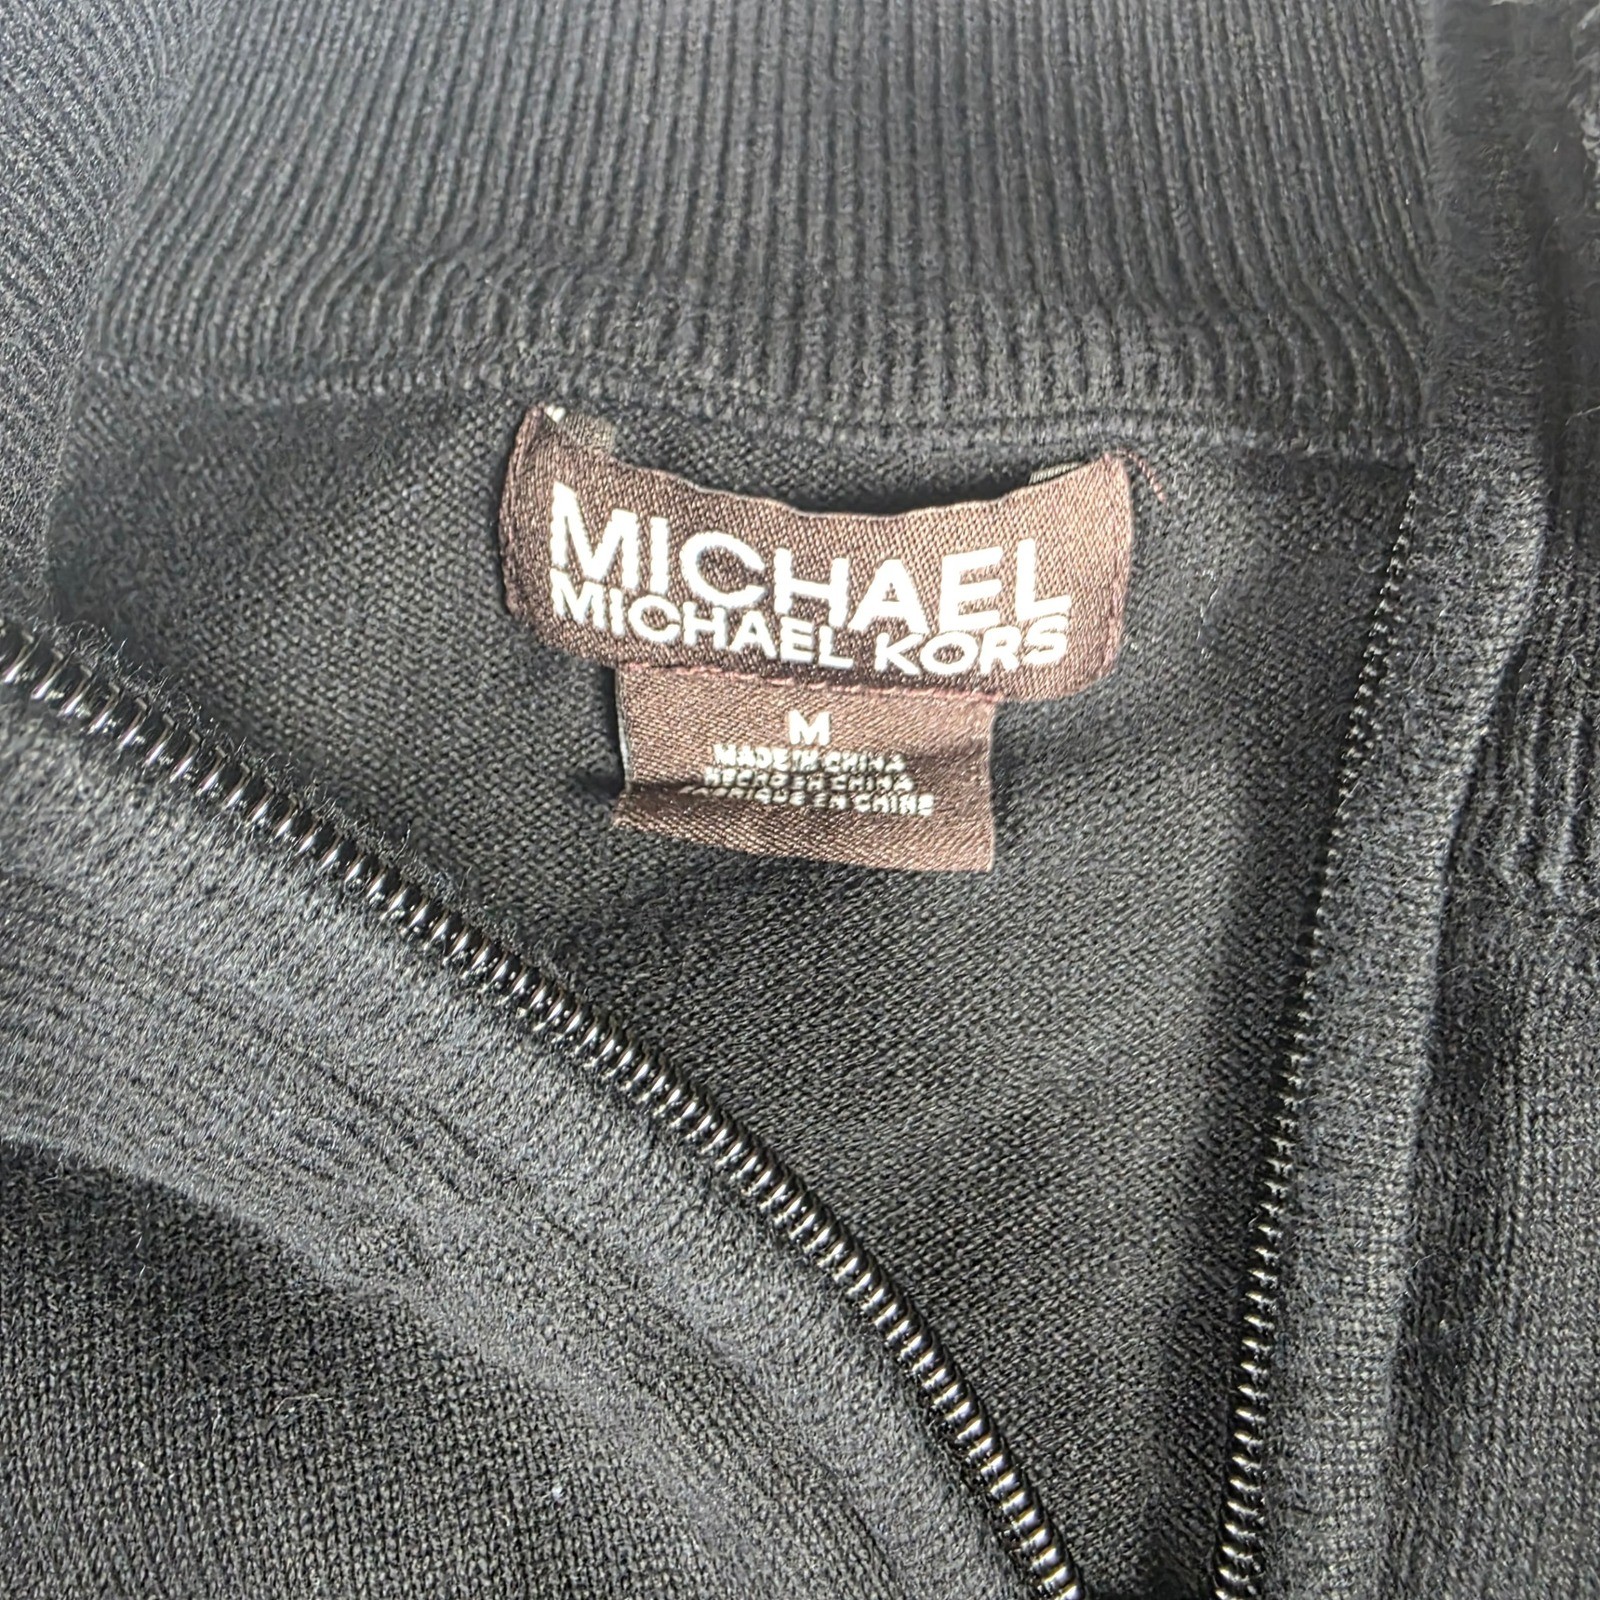 MICHAEL
MICHAEL KORS
M
MADE IN CHINA
HECHO EN CHINA
FABRIQUÉ EN CHINE